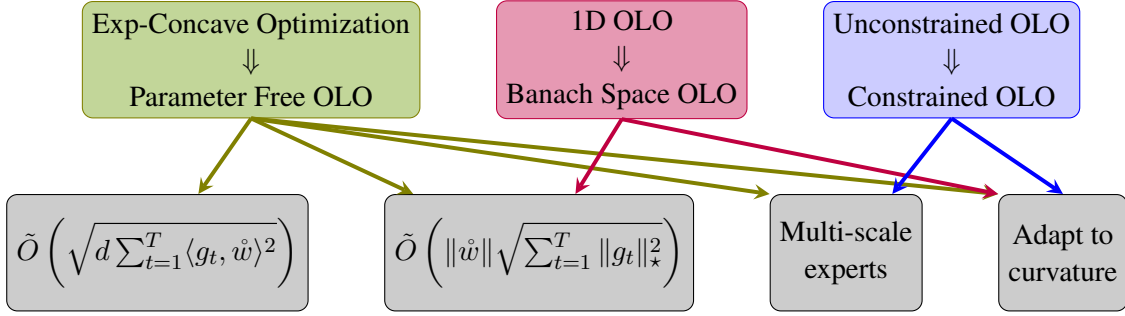 Exp-Concave Optimization
⇓
Parameter Free OLO
1D OLO
⇓
Banach Space OLO
Unconstrained OLO
⇓
Constrained OLO
Õ(√(d ∑_{t=1}^{T} ⟨g_t, ẘ⟩²))
Õ(‖ẘ‖√(∑_{t=1}^{T} ‖g_t‖_⋆²))
Multi-scale
experts
Adapt to
curvature